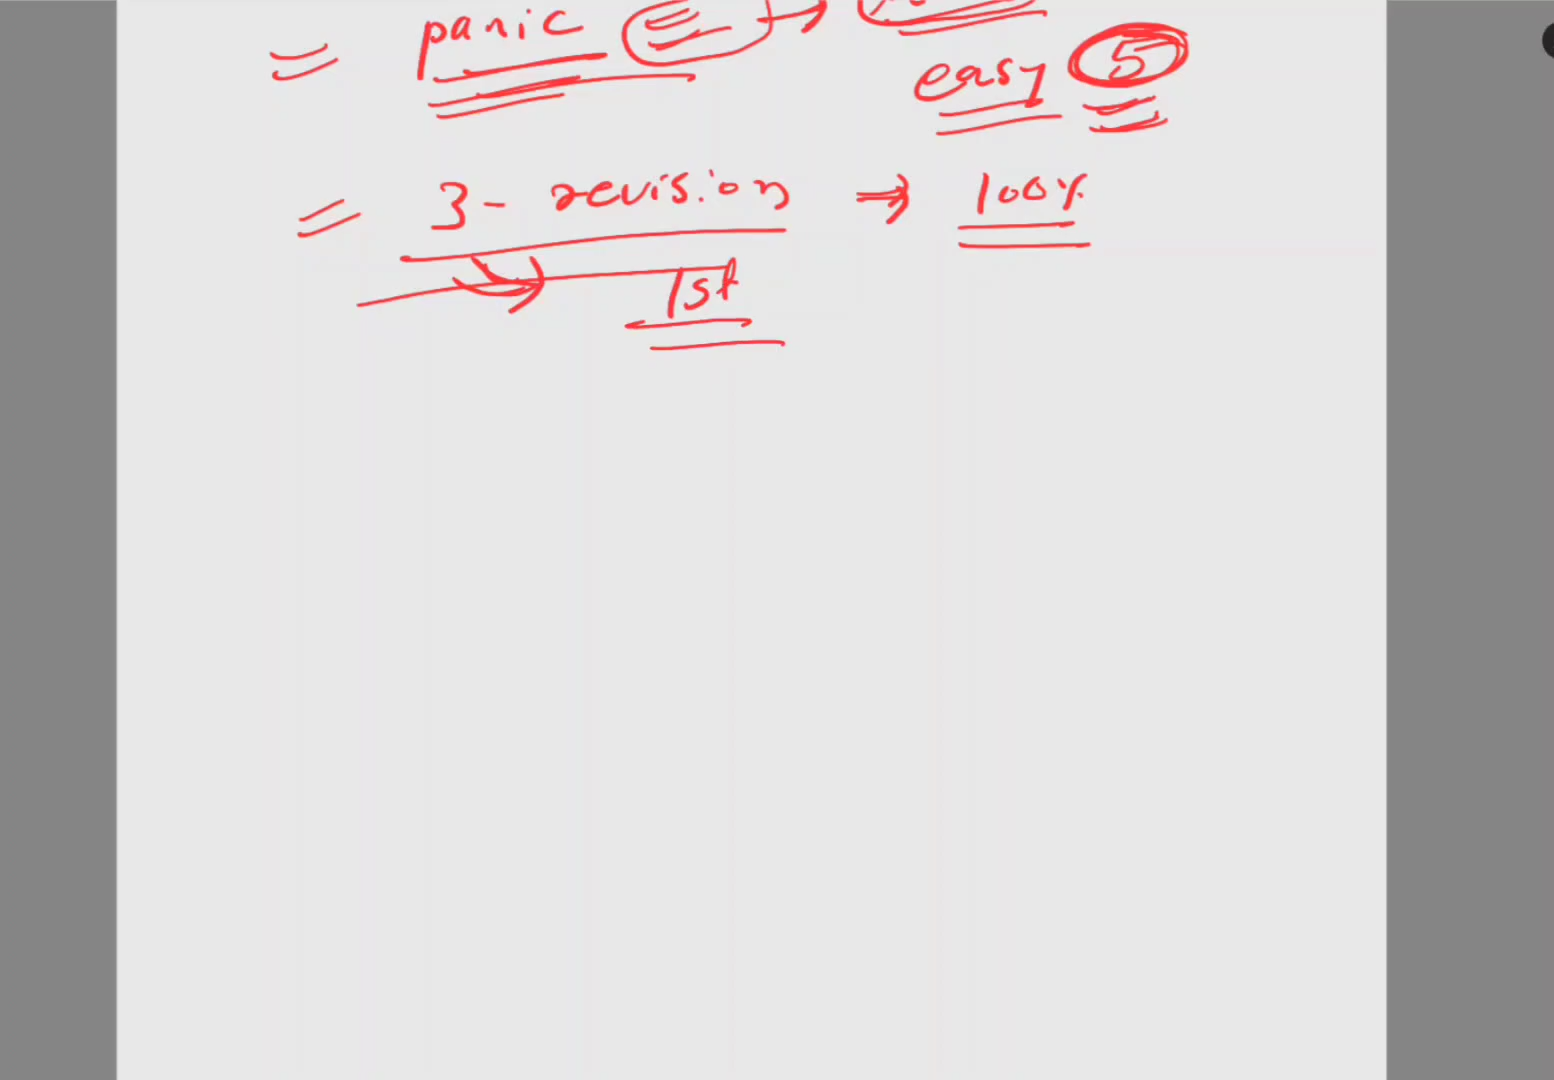 = panic →
easy 5
= 3 - revision ⇒ 100%
→ 1st